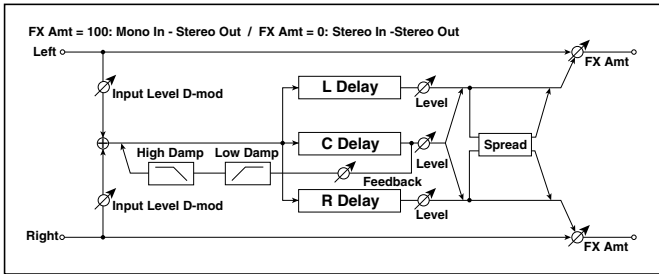 FX Amt = 100: Mono In - Stereo Out / FX Amt = 0: Stereo In -Stereo Out
Left
FX Amt
Input Level D-mod
L Delay
Level
High Damp
Low Damp
C Delay
Level
Spread
Feedback
Input Level D-mod
R Delay
Level
Right
FX Amt